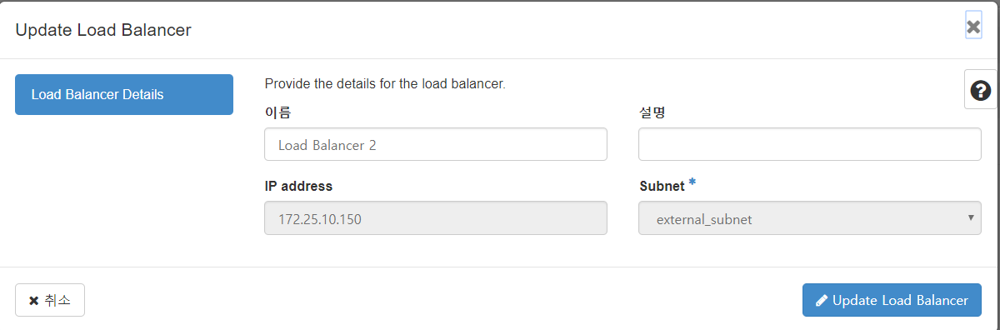 Update Load Balancer
Load Balancer Details
Provide the details for the load balancer.
이름
설명
Load Balancer 2
IP address
Subnet *
172.25.10.150
external_subnet
취소
Update Load Balancer